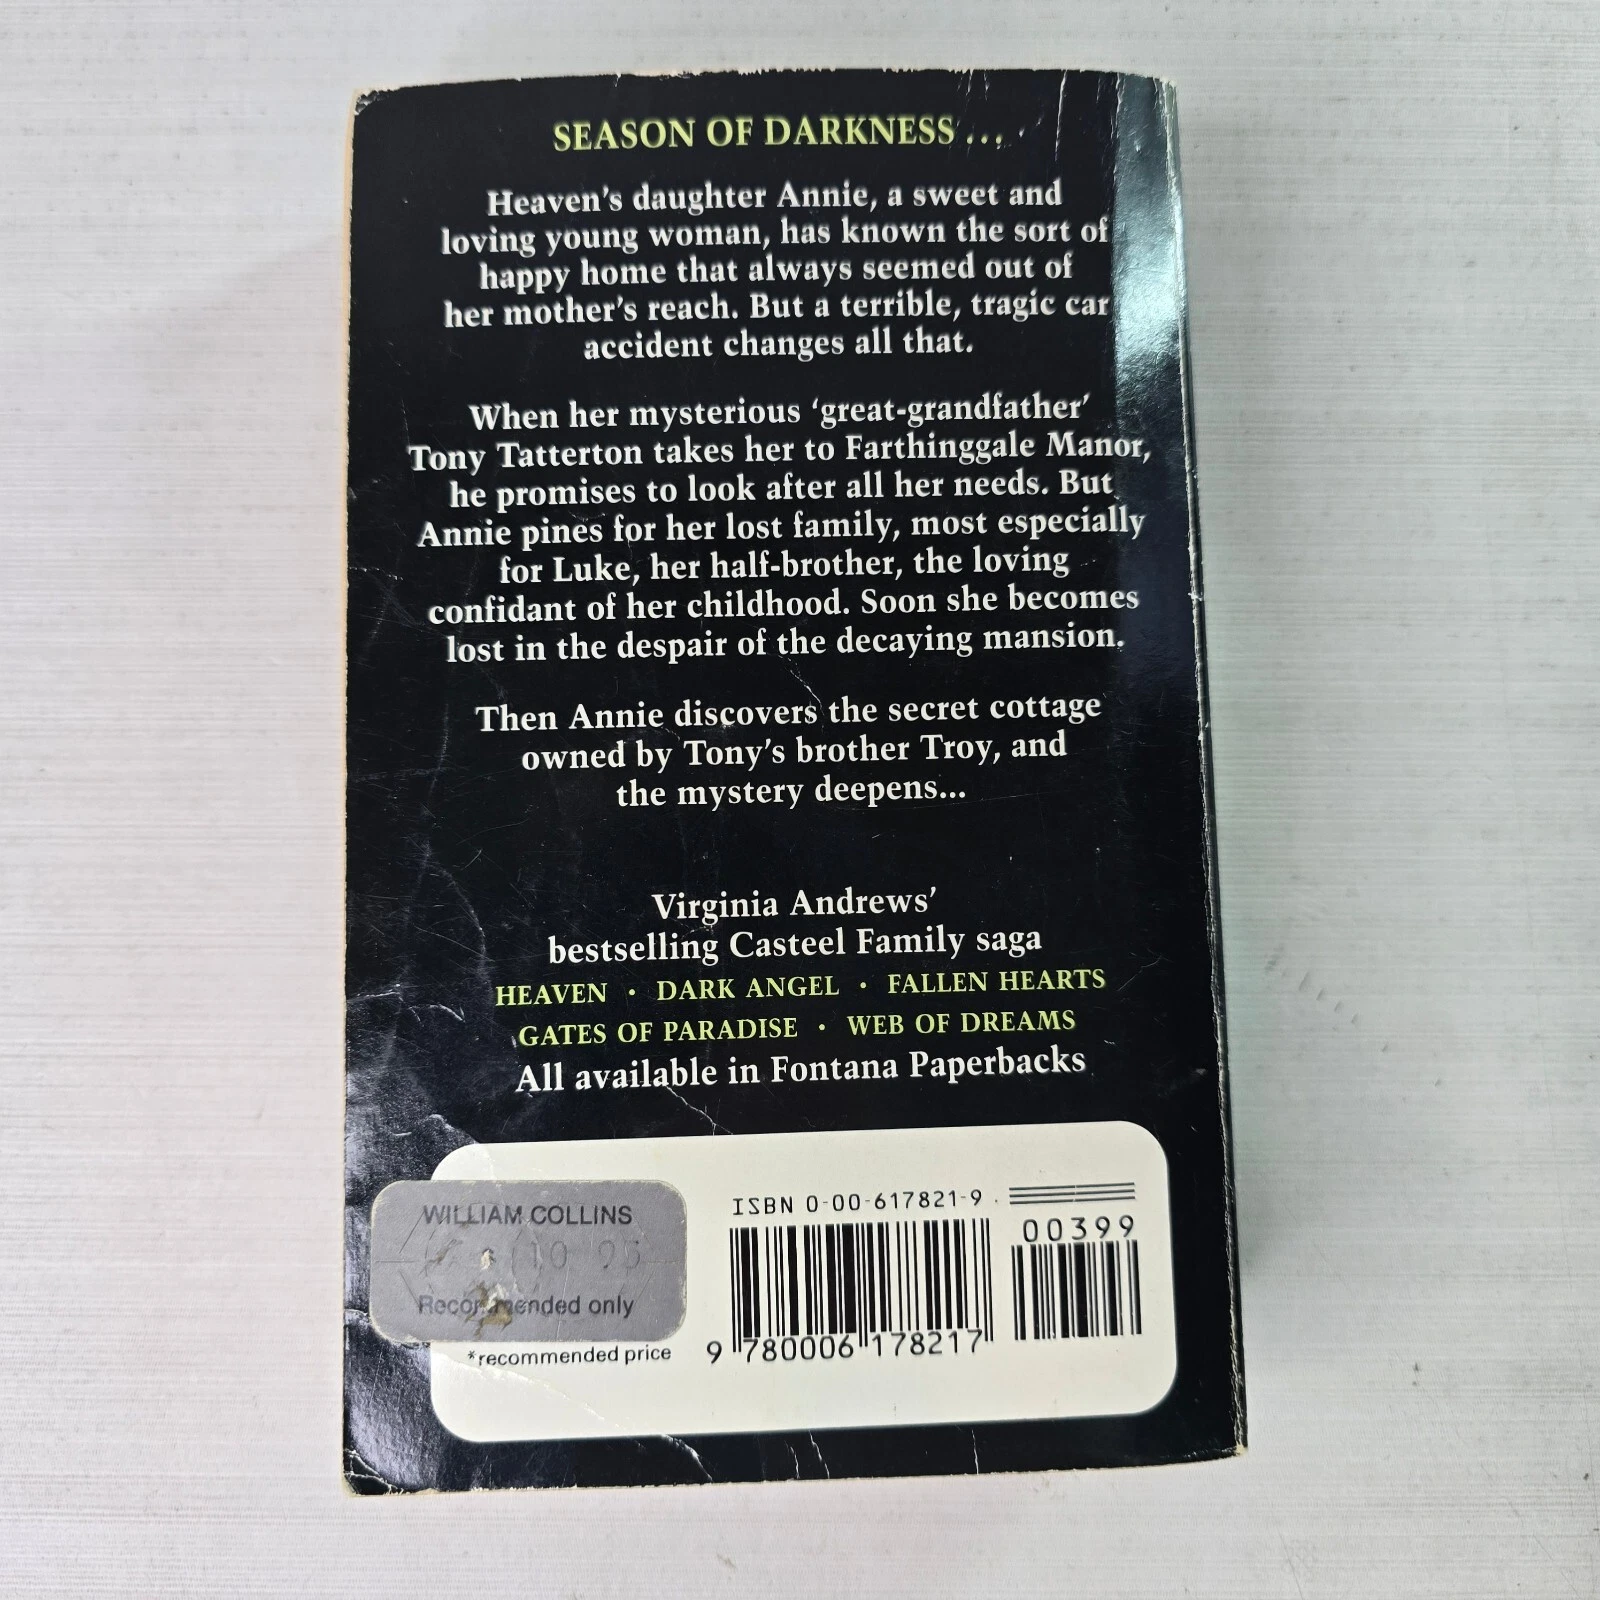 SEASON OF DARKNESS . . .
Heaven's daughter Annie, a sweet and
loving young woman, has known the sort of
happy home that always seemed out of
her mother's reach. But a terrible, tragic car
accident changes all that.
When her mysterious 'great-grandfather'
Tony Tatterton takes her to Farthinggale Manor,
he promises to look after all her needs. But
Annie pines for her lost family, most especially
for Luke, her half-brother, the loving
confidant of her childhood. Soon she becomes
lost in the despair of the decaying mansion.
Then Annie discovers the secret cottage
owned by Tony's brother Troy, and
the mystery deepens...
Virginia Andrews'
bestselling Casteel Family saga
HEAVEN · DARK ANGEL · FALLEN HEARTS
GATES OF PARADISE · WEB OF DREAMS
All available in Fontana Paperbacks
WILLIAM COLLINS
10 95
Recommended only
*recommended price
ISBN 0-00-617821-9
00399
9 780006 178217